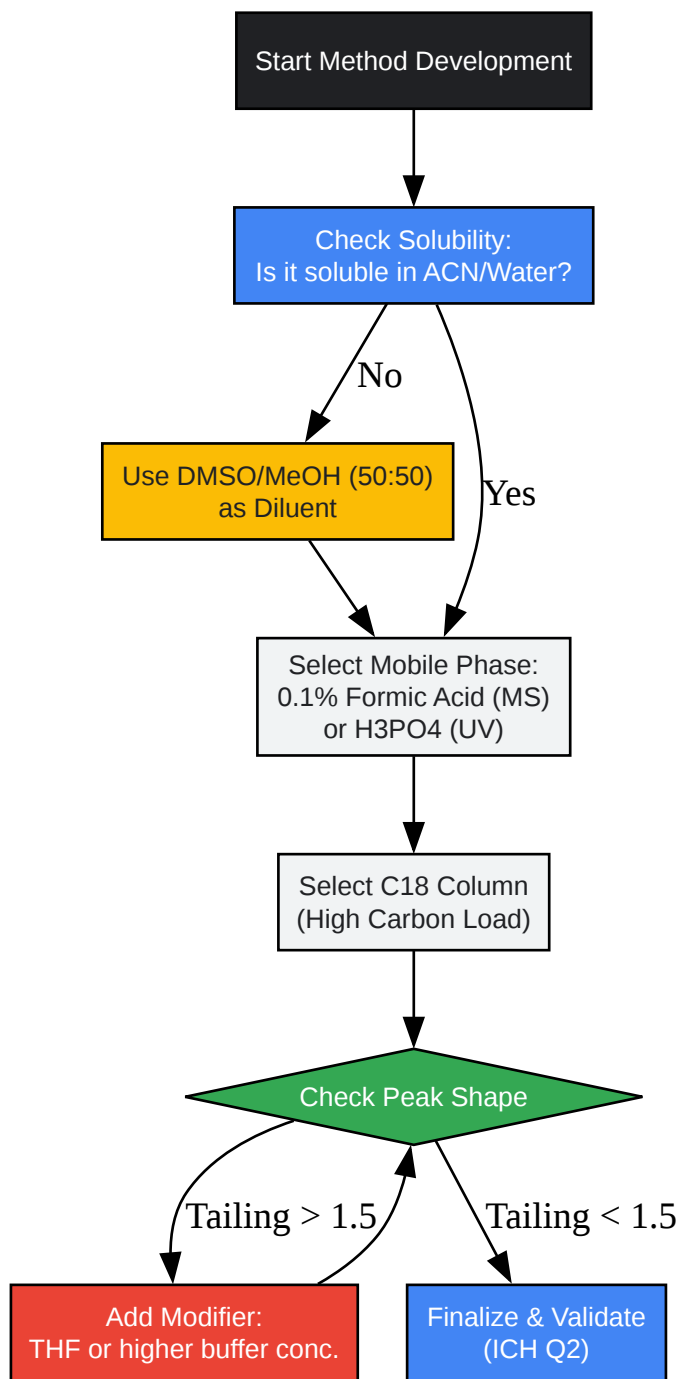 Start Method Development
Check Solubility:
Is it soluble in ACN/Water?
No
Use DMSO/MeOH (50:50)
as Diluent
Yes
Select Mobile Phase:
0.1% Formic Acid (MS)
or H3PO4 (UV)
Select C18 Column
(High Carbon Load)
Check Peak Shape
Tailing > 1.5
Tailing < 1.5
Add Modifier:
THF or higher buffer conc.
Finalize & Validate
(ICH Q2)